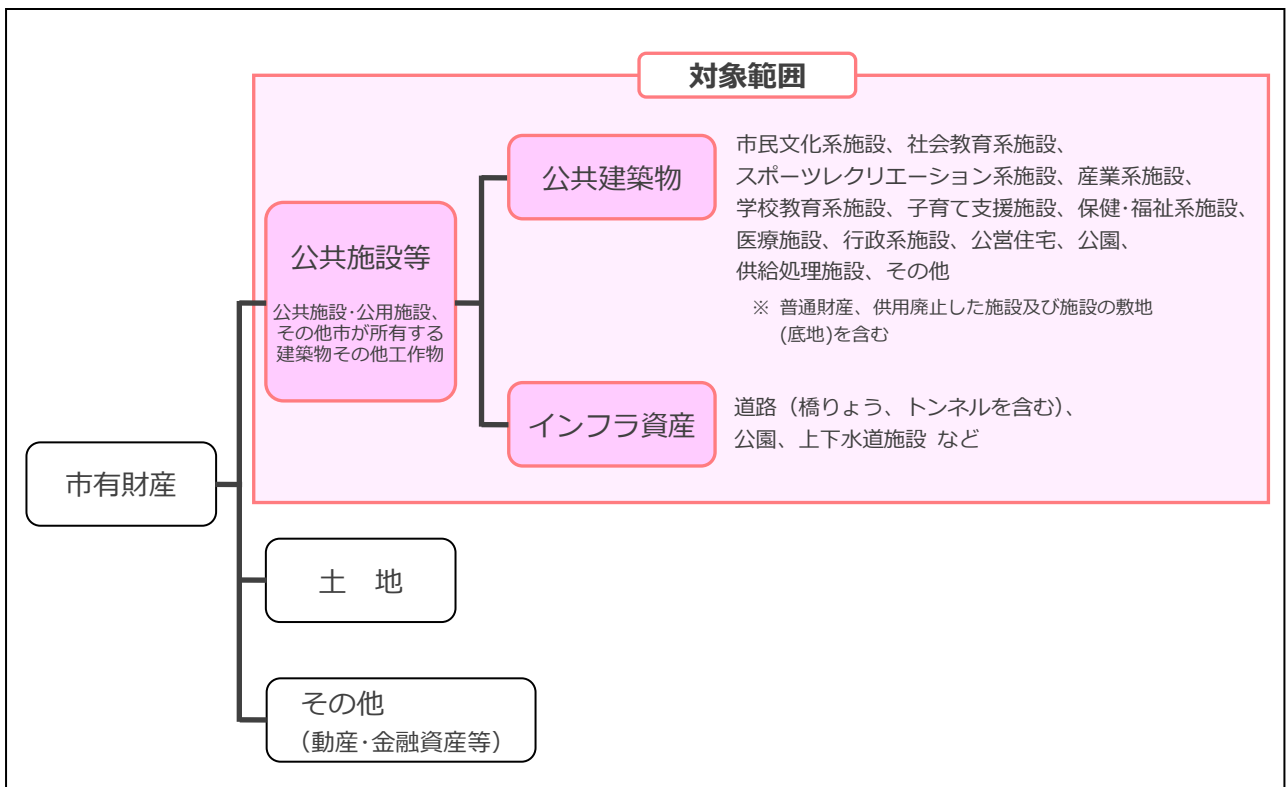 対象範囲
公共建築物
市民文化系施設、社会教育系施設、
スポーツレクリエーション系施設、産業系施設、
学校教育系施設、子育て支援施設、保健･福祉系施設、
医療施設、行政系施設、公営住宅、公園、
供給処理施設、その他
※ 普通財産、供用廃止した施設及び施設の敷地
(底地)を含む
公共施設等
公共施設･公用施設、
その他市が所有する
建築物その他工作物
インフラ資産
道路（橋りょう、トンネルを含む）、
公園、上下水道施設 など
市有財産
土　地
その他
（動産･金融資産等）